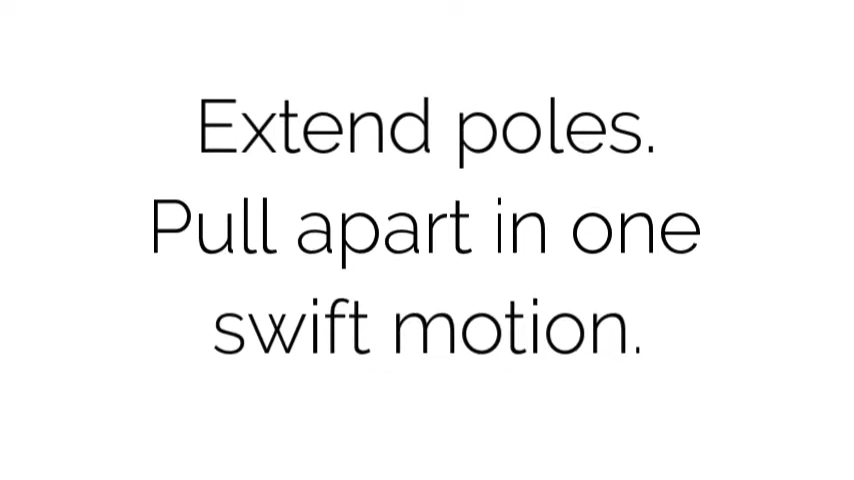 Extend poles.
Pull apart in one
swift motion.